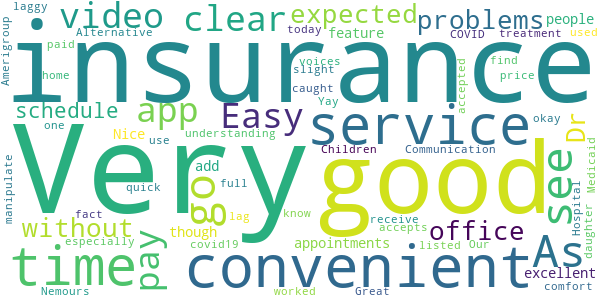 laggy
video
clear
expected
problems
people
Alternative
today
feature
COVID
treatment
used
insurance
Amerigroup
paid
home
voices
slight
caught
Yay
find
price
accepted
schedule
app
Easy
service
Dr
one
Nice
use
understanding
Children
Communication
okay
Very
good
see
Medicaid
Hospital
daughter
manipulate
quick
add
full
go
know
receive
accepts
fact
lag
without
though
office
As
especially
covid19
appointments
listed
Our
excellent
time
pay
convenient
comfort
Nemours
worked
Great